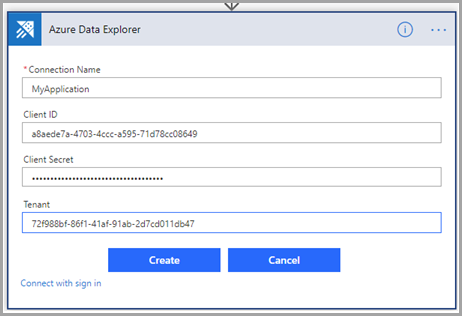 Azure Data Explorer
* Connection Name
MyApplication
Client ID
a8aede7a-4703-4ccc-a595-71d78cc08649
Client Secret
••••••••••••••••••••••••••••••••••••
Tenant
72f988bf-86f1-41af-91ab-2d7cd011db47
Create Cancel
Connect with sign in